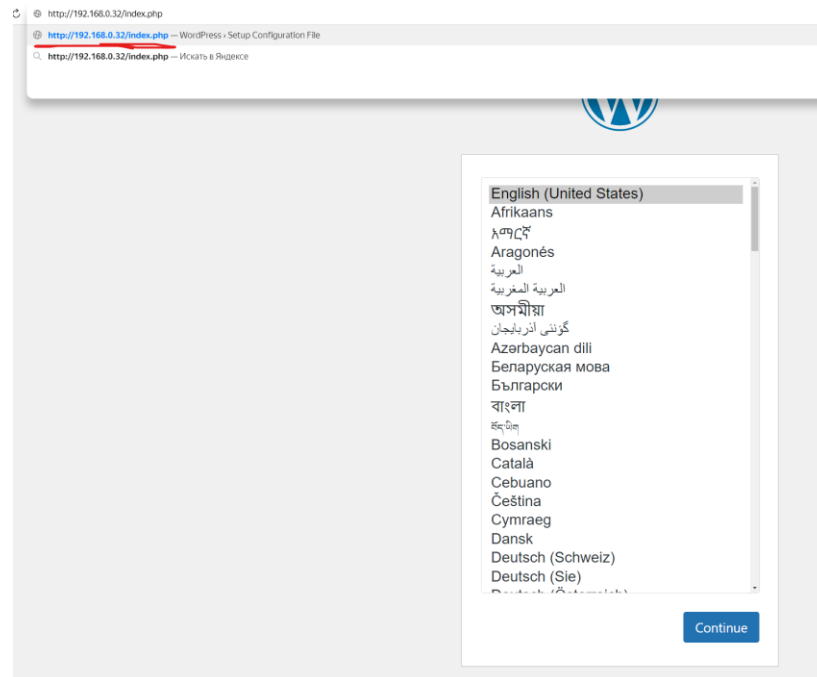 http://192.168.0.32/index.php
http://192.168.0.32/index.php — WordPress › Setup Configuration File
http://192.168.0.32/index.php — Искать в Яндексе
English (United States)
Afrikaans
አማርኛ
Aragonés
العربية
العربية المغربية
অসমীয়া
گؤنئی آذربایجان
Azərbaycan dili
Беларуская мова
Български
বাংলা
བོད་ཡིག
Bosanski
Català
Cebuano
Čeština
Cymraeg
Dansk
Deutsch (Schweiz)
Deutsch (Sie)
Deutsch (Österreich)
Continue